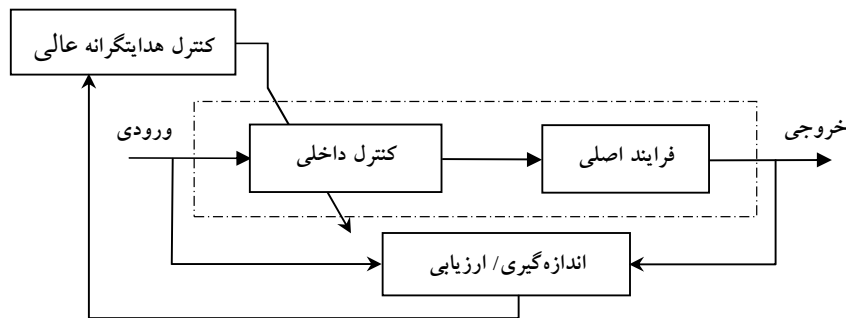 کنترل هدایتگرانه عالی
ورودی
خروجی
کنترل داخلی
فرایند اصلی
اندازه‌گیری/ ارزیابی